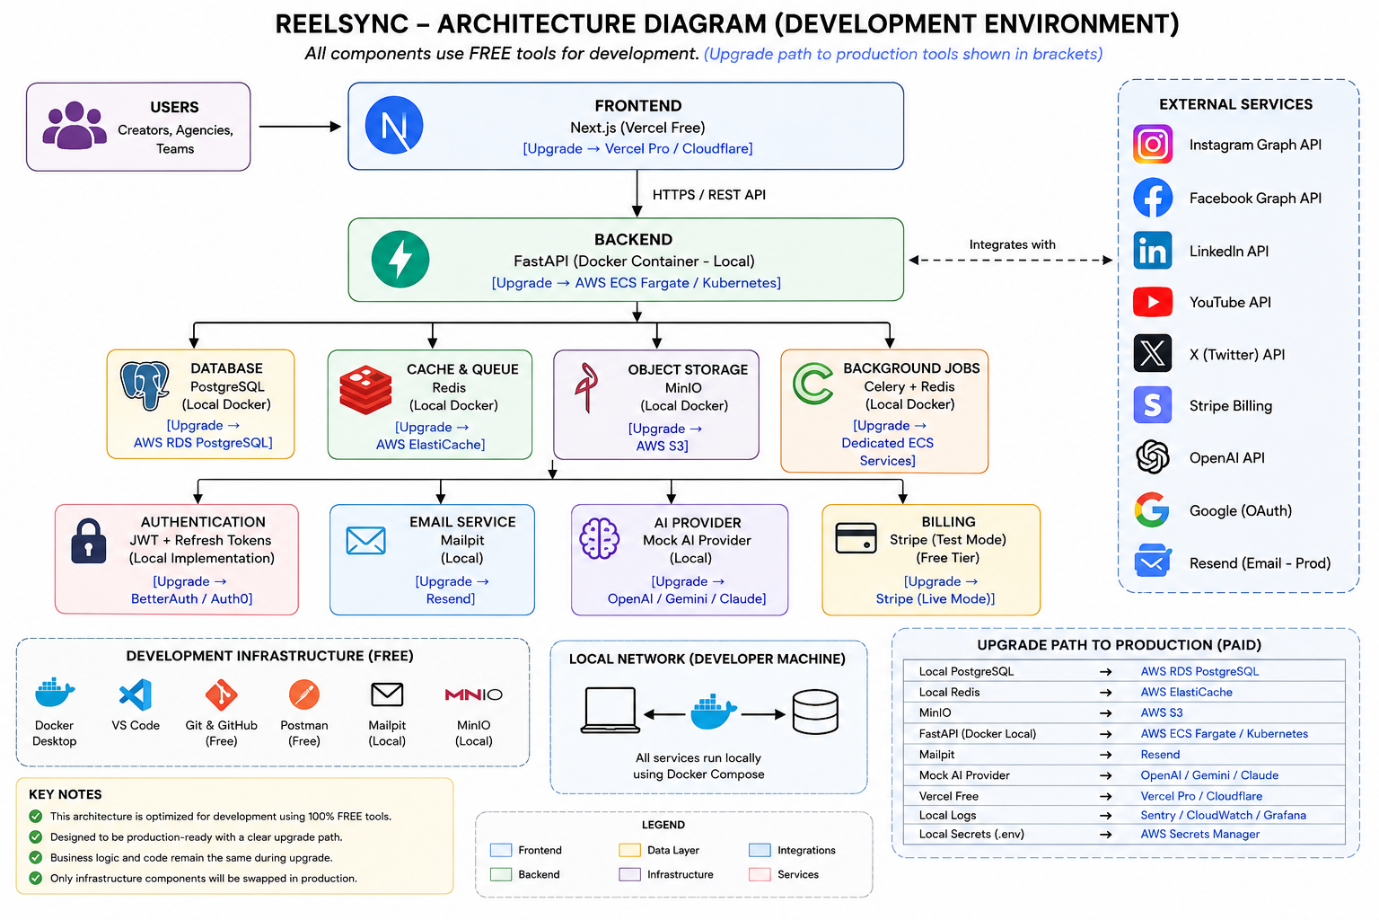 REELSYNC – ARCHITECTURE DIAGRAM (DEVELOPMENT ENVIRONMENT)
All components use FREE tools for development. (Upgrade path to production tools shown in brackets)
USERS
Creators, Agencies,
Teams
FRONTEND
Next.js (Vercel Free)
[Upgrade → Vercel Pro / Cloudflare]
HTTPS / REST API
BACKEND
FastAPI (Docker Container - Local)
[Upgrade → AWS ECS Fargate / Kubernetes]
Integrates with
EXTERNAL SERVICES
Instagram Graph API
Facebook Graph API
LinkedIn API
YouTube API
X (Twitter) API
Stripe Billing
OpenAI API
Google (OAuth)
Resend (Email - Prod)
DATABASE
PostgreSQL
(Local Docker)
[Upgrade →
AWS RDS PostgreSQL]
CACHE & QUEUE
Redis
(Local Docker)
[Upgrade →
AWS ElastiCache]
OBJECT STORAGE
MinIO
(Local Docker)
[Upgrade →
AWS S3]
BACKGROUND JOBS
Celery + Redis
(Local Docker)
[Upgrade →
Dedicated ECS
Services]
AUTHENTICATION
JWT + Refresh Tokens
(Local Implementation)
[Upgrade →
BetterAuth / Auth0]
EMAIL SERVICE
Mailpit
(Local)
[Upgrade →
Resend]
AI PROVIDER
Mock AI Provider
(Local)
[Upgrade →
OpenAI / Gemini / Claude]
BILLING
Stripe (Test Mode)
(Free Tier)
[Upgrade →
Stripe (Live Mode)]
DEVELOPMENT INFRASTRUCTURE (FREE)
Docker
Desktop
VS Code
Git & GitHub
(Free)
Postman
(Free)
Mailpit
(Local)
MNIO
MinIO
(Local)
LOCAL NETWORK (DEVELOPER MACHINE)
All services run locally
using Docker Compose
UPGRADE PATH TO PRODUCTION (PAID)
Local PostgreSQL → AWS RDS PostgreSQL
Local Redis → AWS ElastiCache
MinIO → AWS S3
FastAPI (Docker Local) → AWS ECS Fargate / Kubernetes
Mailpit → Resend
Mock AI Provider → OpenAI / Gemini / Claude
Vercel Free → Vercel Pro / Cloudflare
Local Logs → Sentry / CloudWatch / Grafana
Local Secrets (.env) → AWS Secrets Manager
KEY NOTES
This architecture is optimized for development using 100% FREE tools.
Designed to be production-ready with a clear upgrade path.
Business logic and code remain the same during upgrade.
Only infrastructure components will be swapped in production.
LEGEND
Frontend
Data Layer
Integrations
Backend
Infrastructure
Services